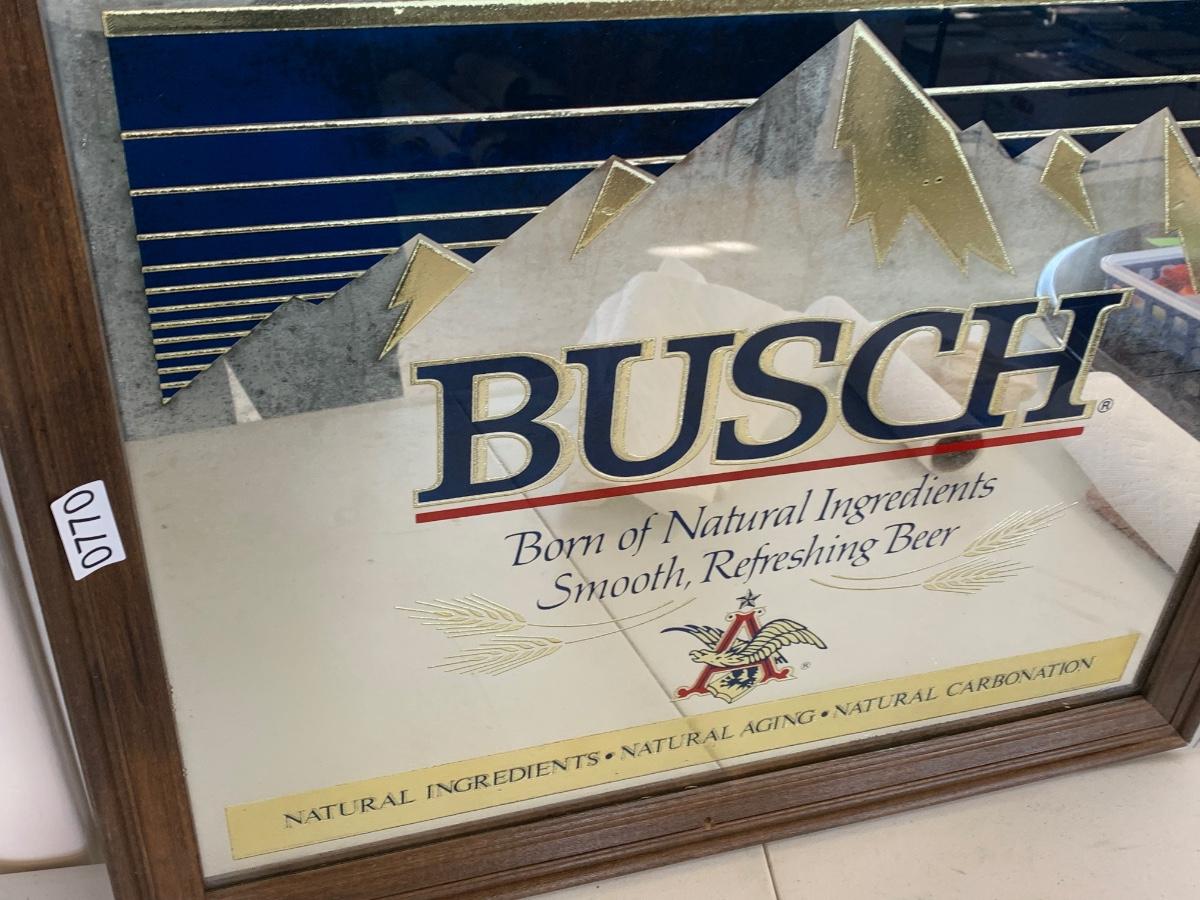 BUSCH®
Born of Natural Ingredients
Smooth, Refreshing Beer
A ®
NATURAL INGREDIENTS • NATURAL AGING • NATURAL CARBONATION
0770